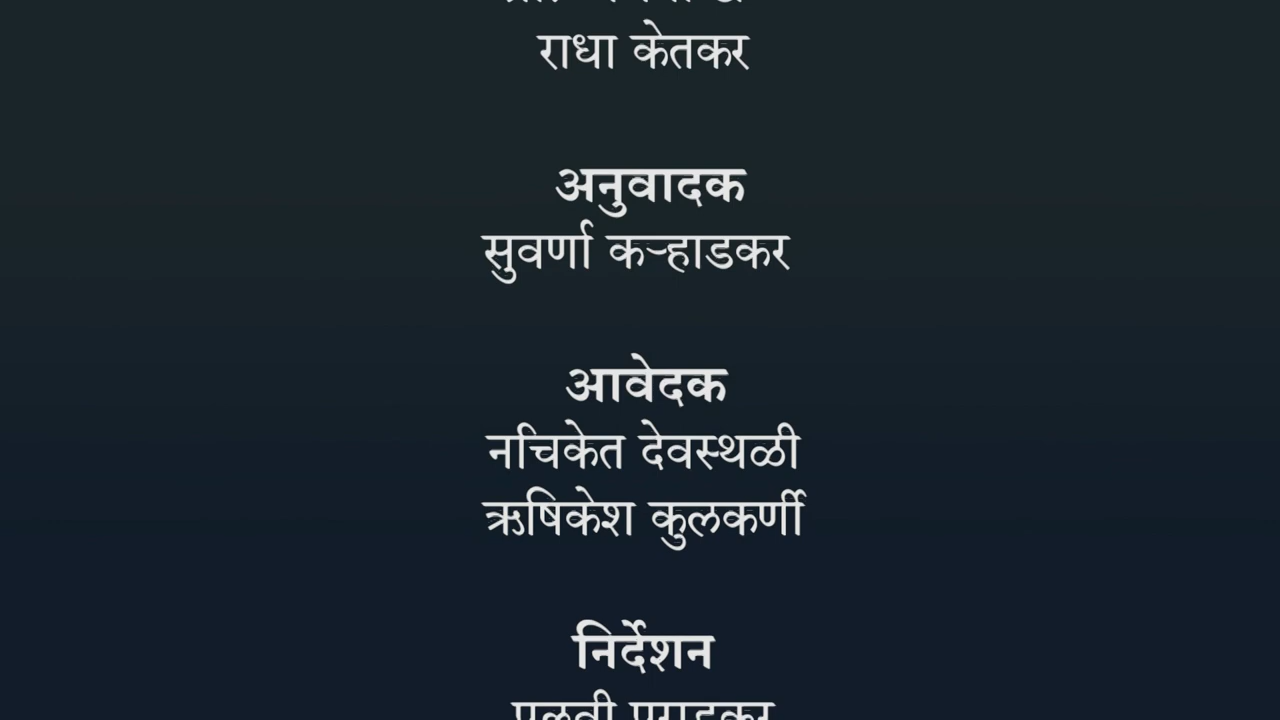 राधा केतकर
अनुवादक
सुवर्णा कऱ्हाडकर
आवेदक
नचिकेत देवस्थळी
ऋषिकेश कुलकर्णी
निर्देशन